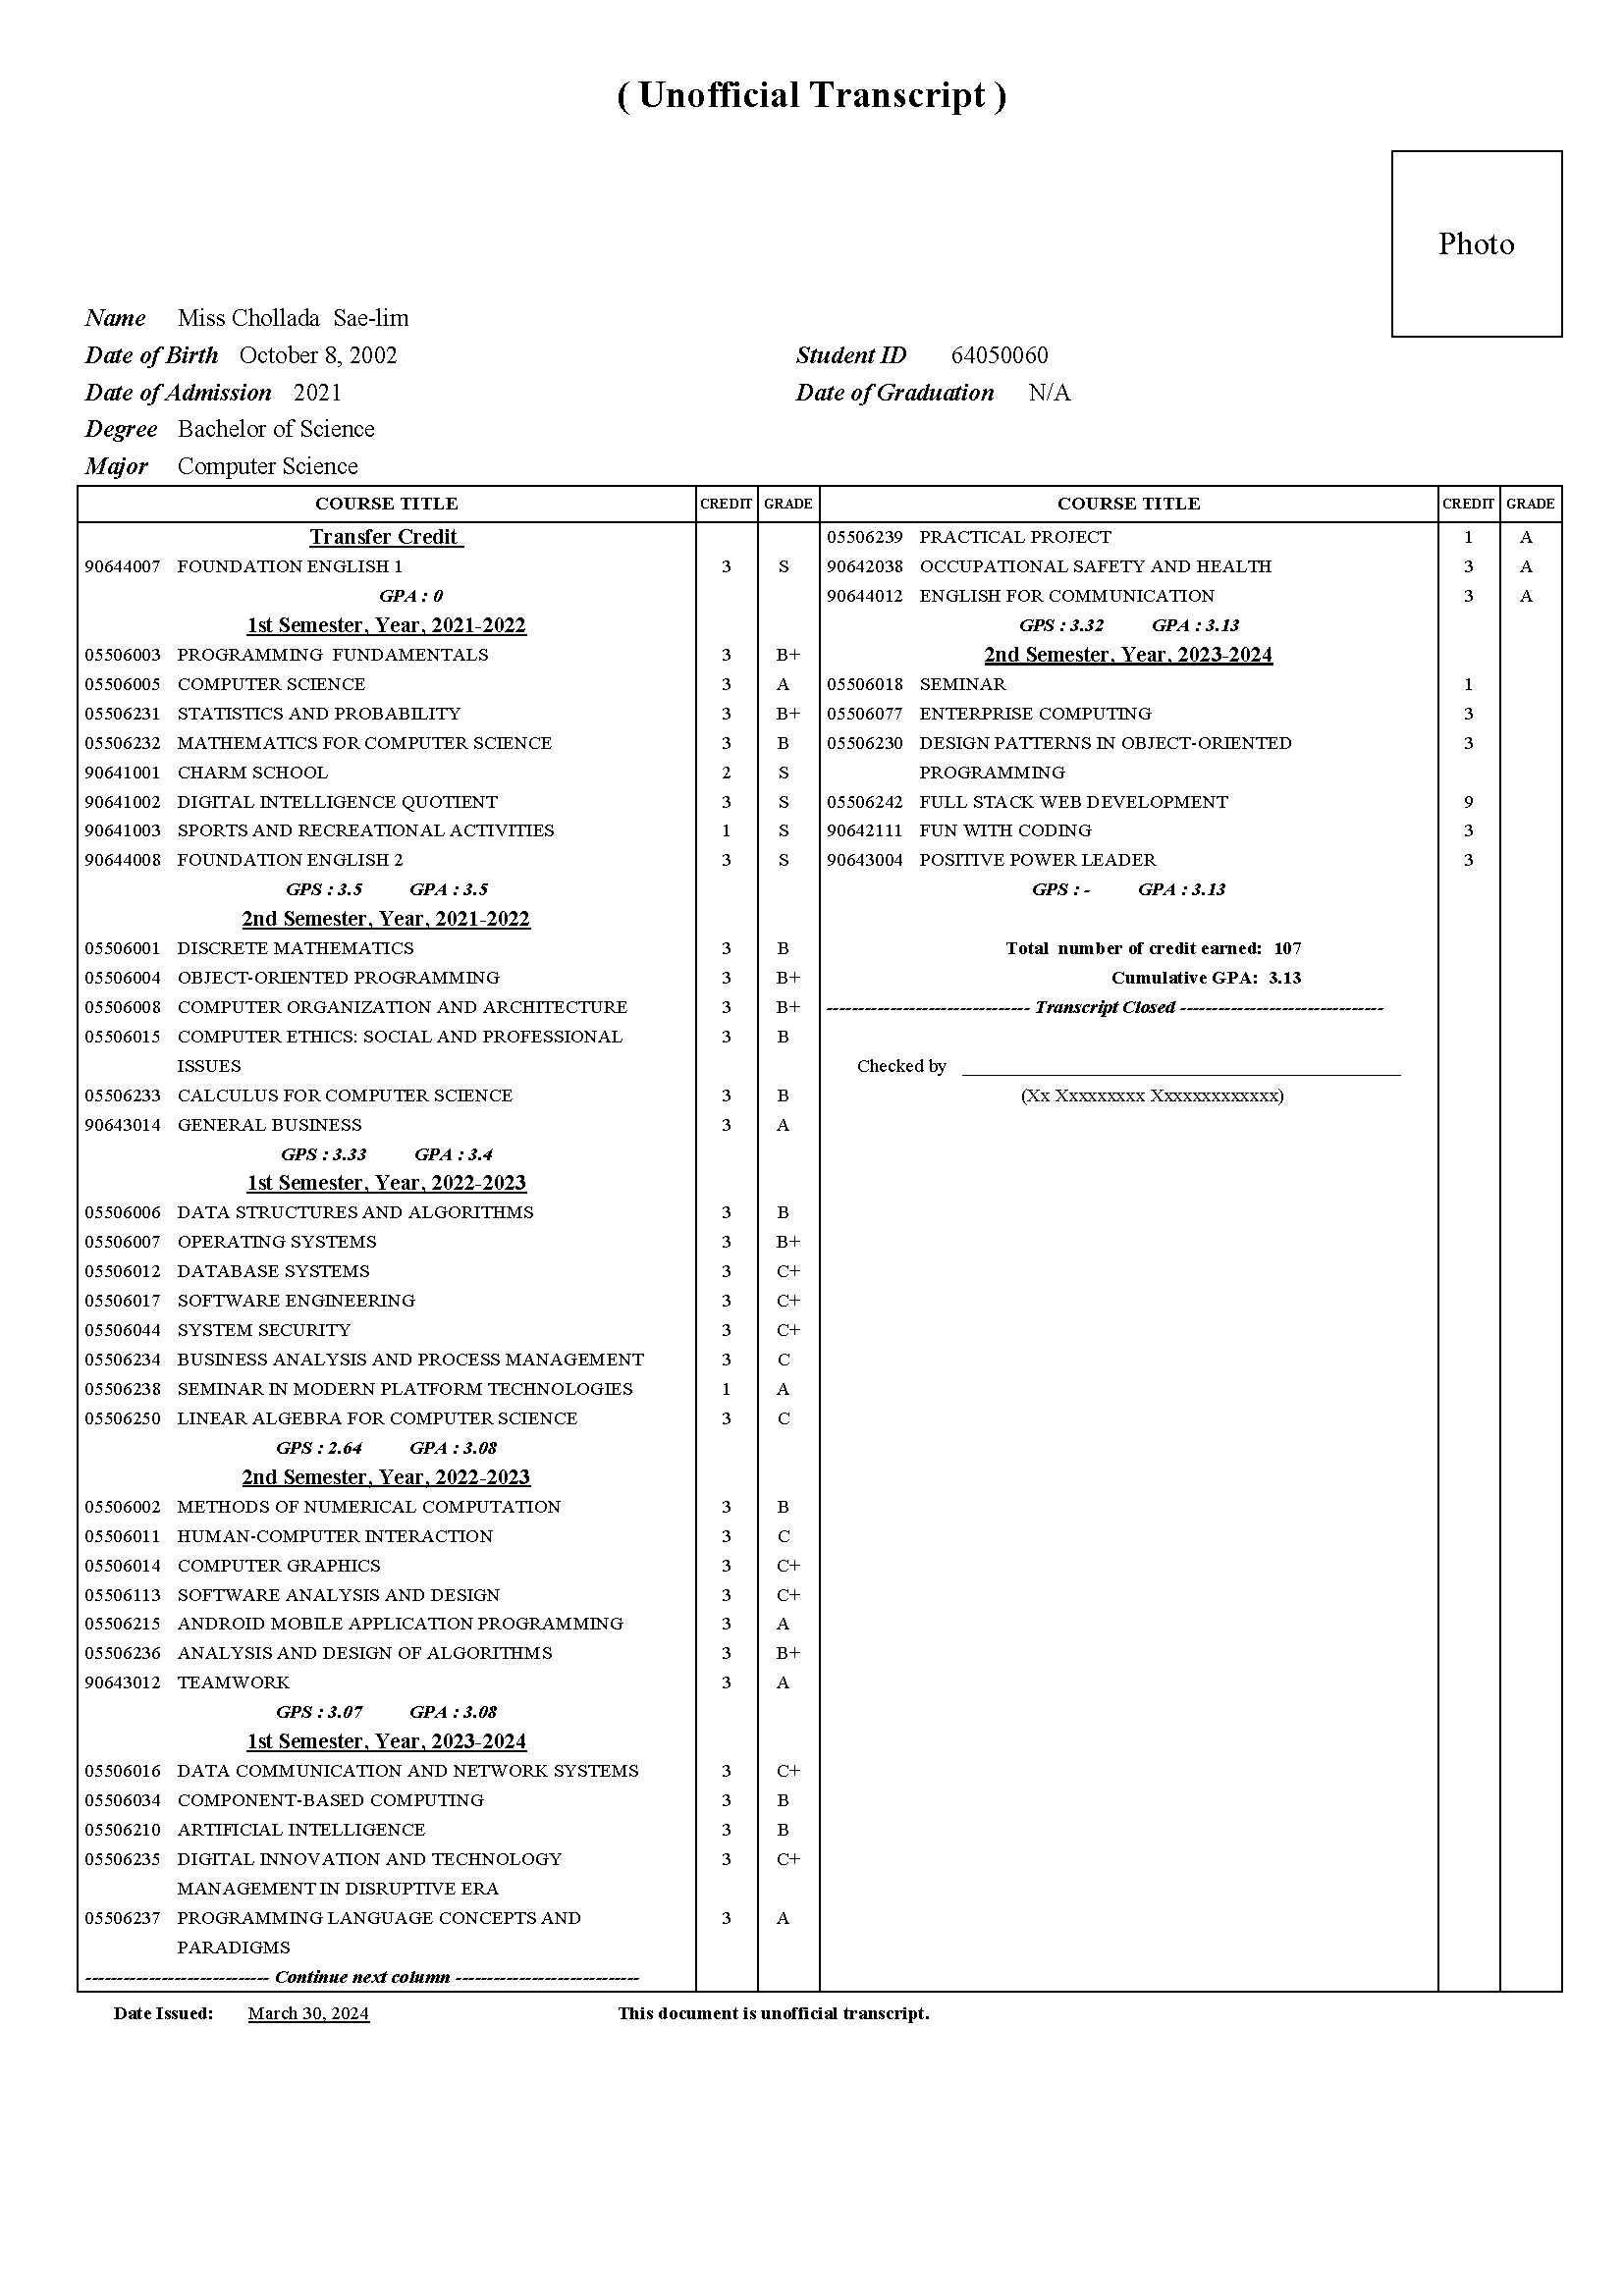 ( Unofficial Transcript )
Photo
Name Miss Chollada Sae-lim
Date of Birth October 8, 2002 Student ID 64050060
Date of Admission 2021 Date of Graduation N/A
Degree Bachelor of Science
Major Computer Science
COURSE TITLE CREDIT GRADE
Transfer Credit
90644007 FOUNDATION ENGLISH 1 3 S
GPA : 0
1st Semester, Year, 2021-2022
05506003 PROGRAMMING FUNDAMENTALS 3 B+
05506005 COMPUTER SCIENCE 3 A
05506231 STATISTICS AND PROBABILITY 3 B+
05506232 MATHEMATICS FOR COMPUTER SCIENCE 3 B
90641001 CHARM SCHOOL 2 S
90641002 DIGITAL INTELLIGENCE QUOTIENT 3 S
90641003 SPORTS AND RECREATIONAL ACTIVITIES 1 S
90644008 FOUNDATION ENGLISH 2 3 S
GPS : 3.5 GPA : 3.5
2nd Semester, Year, 2021-2022
05506001 DISCRETE MATHEMATICS 3 B
05506004 OBJECT-ORIENTED PROGRAMMING 3 B+
05506008 COMPUTER ORGANIZATION AND ARCHITECTURE 3 B+
05506015 COMPUTER ETHICS: SOCIAL AND PROFESSIONAL 3 B
ISSUES
05506233 CALCULUS FOR COMPUTER SCIENCE 3 B
90643014 GENERAL BUSINESS 3 A
GPS : 3.33 GPA : 3.4
1st Semester, Year, 2022-2023
05506006 DATA STRUCTURES AND ALGORITHMS 3 B
05506007 OPERATING SYSTEMS 3 B+
05506012 DATABASE SYSTEMS 3 C+
05506017 SOFTWARE ENGINEERING 3 C+
05506044 SYSTEM SECURITY 3 C+
05506234 BUSINESS ANALYSIS AND PROCESS MANAGEMENT 3 C
05506238 SEMINAR IN MODERN PLATFORM TECHNOLOGIES 1 A
05506250 LINEAR ALGEBRA FOR COMPUTER SCIENCE 3 C
GPS : 2.64 GPA : 3.08
2nd Semester, Year, 2022-2023
05506002 METHODS OF NUMERICAL COMPUTATION 3 B
05506011 HUMAN-COMPUTER INTERACTION 3 C
05506014 COMPUTER GRAPHICS 3 C+
05506113 SOFTWARE ANALYSIS AND DESIGN 3 C+
05506215 ANDROID MOBILE APPLICATION PROGRAMMING 3 A
05506236 ANALYSIS AND DESIGN OF ALGORITHMS 3 B+
90643012 TEAMWORK 3 A
GPS : 3.07 GPA : 3.08
1st Semester, Year, 2023-2024
05506016 DATA COMMUNICATION AND NETWORK SYSTEMS 3 C+
05506034 COMPONENT-BASED COMPUTING 3 B
05506210 ARTIFICIAL INTELLIGENCE 3 B
05506235 DIGITAL INNOVATION AND TECHNOLOGY 3 C+
MANAGEMENT IN DISRUPTIVE ERA
05506237 PROGRAMMING LANGUAGE CONCEPTS AND 3 A
PARADIGMS
---------------------------- Continue next column ----------------------------
COURSE TITLE CREDIT GRADE
05506239 PRACTICAL PROJECT 1 A
90642038 OCCUPATIONAL SAFETY AND HEALTH 3 A
90644012 ENGLISH FOR COMMUNICATION 3 A
GPS : 3.32 GPA : 3.13
2nd Semester, Year, 2023-2024
05506018 SEMINAR 1
05506077 ENTERPRISE COMPUTING 3
05506230 DESIGN PATTERNS IN OBJECT-ORIENTED 3
PROGRAMMING
05506242 FULL STACK WEB DEVELOPMENT 9
90642111 FUN WITH CODING 3
90643004 POSITIVE POWER LEADER 3
GPS : - GPA : 3.13
Total number of credit earned: 107
Cumulative GPA: 3.13
------------------------------- Transcript Closed -------------------------------
Checked by
(Xx Xxxxxxxxx Xxxxxxxxxxxxx)
Date Issued: March 30, 2024 This document is unofficial transcript.